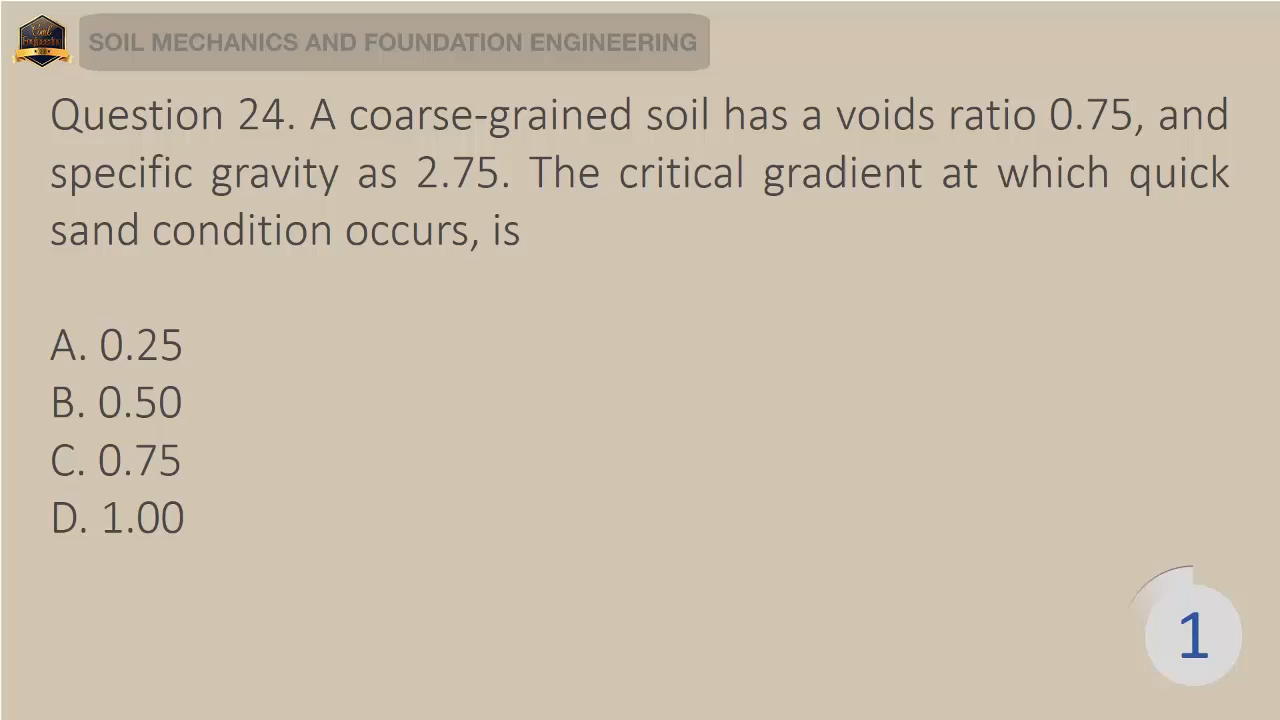 Civil
Engineering
SOIL MECHANICS AND FOUNDATION ENGINEERING
Question 24. A coarse-grained soil has a voids ratio 0.75, and
specific gravity as 2.75. The critical gradient at which quick
sand condition occurs, is
A. 0.25
B. 0.50
C. 0.75
D. 1.00
1